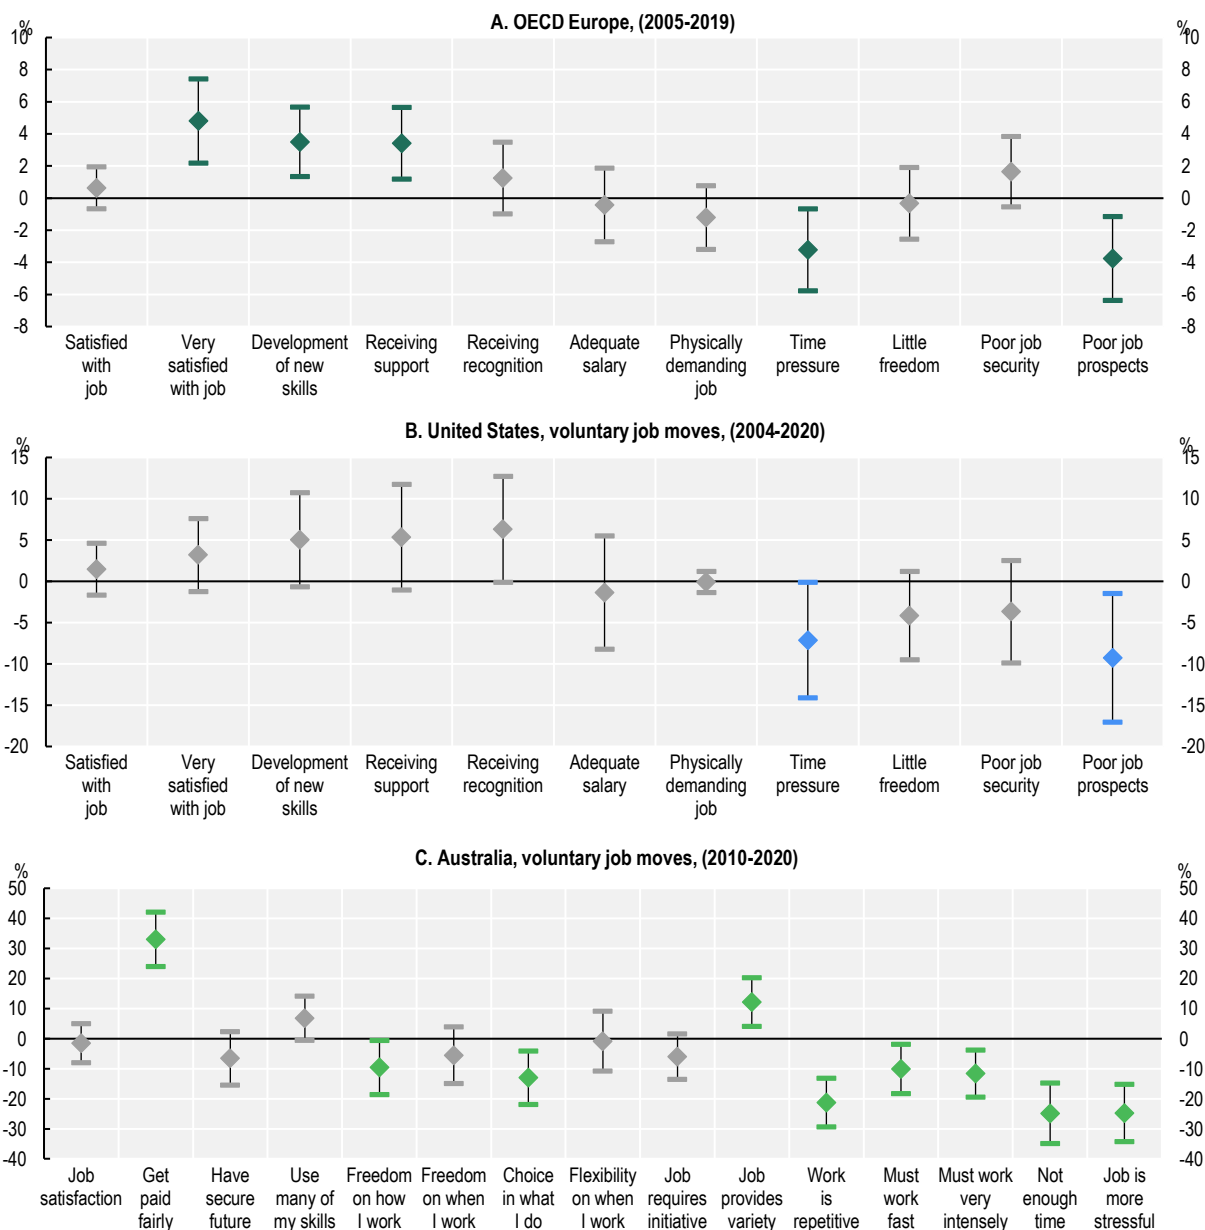 A. OECD Europe, (2005-2019)
% %
10 10
8 8
6 6
4 4
2 2
0 0
-2 -2
-4 -4
-6 -6
-8 -8
Satisfied Very Development Receiving Receiving Adequate Physically Time Little Poor job Poor job
with satisfied of new support recognition salary demanding pressure freedom security prospects
job with job skills job
B. United States, voluntary job moves, (2004-2020)
% %
15 15
10 10
5 5
0 0
-5 -5
-10 -10
-15 -15
-20 -20
Satisfied Very Development Receiving Receiving Adequate Physically Time Little Poor job Poor job
with satisfied of new support recognition salary demanding pressure freedom security prospects
job with job skills job
C. Australia, voluntary job moves, (2010-2020)
% %
50 50
40 40
30 30
20 20
10 10
0 0
-10 -10
-20 -20
-30 -30
-40 -40
Job Get Have Use Freedom Freedom Choice Flexibility Job Job Work Must Must work Not Job is
satisfaction paid secure many of on how on when in what on when requires provides is work very enough more
fairly future my skills I work I work I do I work initiative variety repetitive fast intensely time stressful